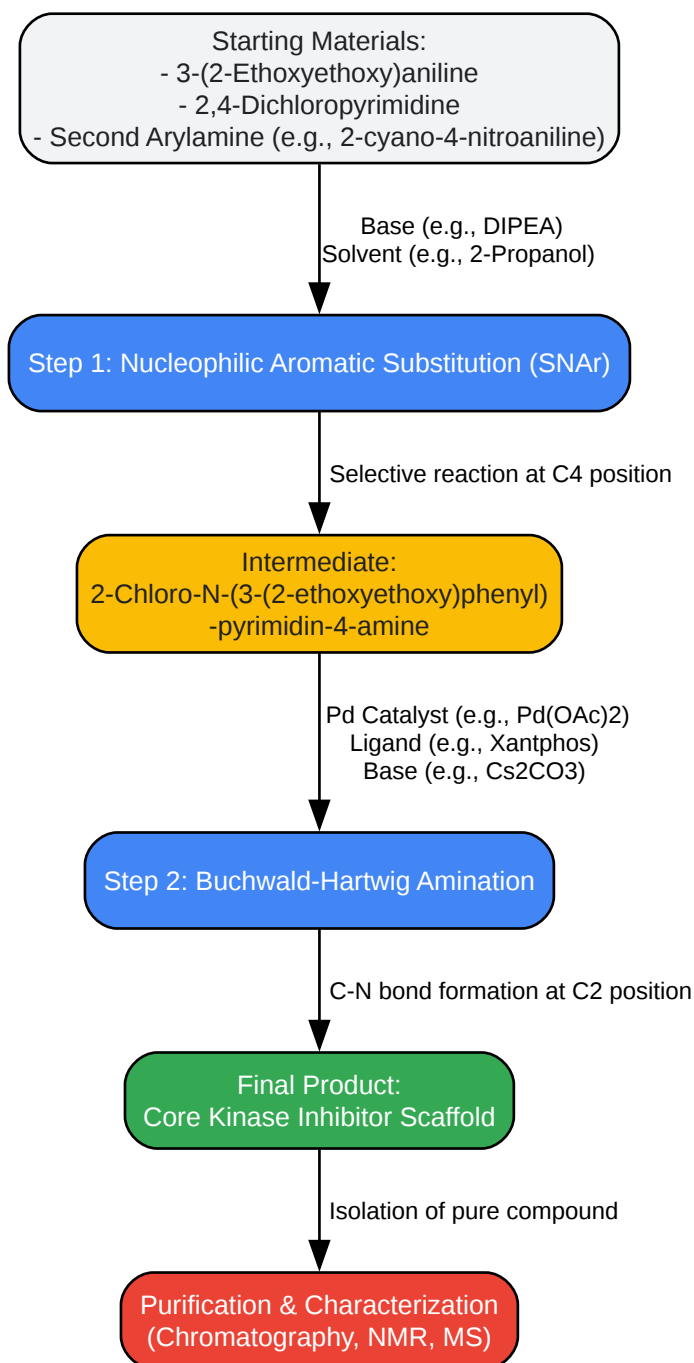 Starting Materials:
- 3-(2-Ethoxyethoxy)aniline
- 2,4-Dichloropyrimidine
- Second Arylamine (e.g., 2-cyano-4-nitroaniline)
Base (e.g., DIPEA)
Solvent (e.g., 2-Propanol)
Step 1: Nucleophilic Aromatic Substitution (SNAr)
Selective reaction at C4 position
Intermediate:
2-Chloro-N-(3-(2-ethoxyethoxy)phenyl)
-pyrimidin-4-amine
Pd Catalyst (e.g., Pd(OAc)2)
Ligand (e.g., Xantphos)
Base (e.g., Cs2CO3)
Step 2: Buchwald-Hartwig Amination
C-N bond formation at C2 position
Final Product:
Core Kinase Inhibitor Scaffold
Isolation of pure compound
Purification & Characterization
(Chromatography, NMR, MS)